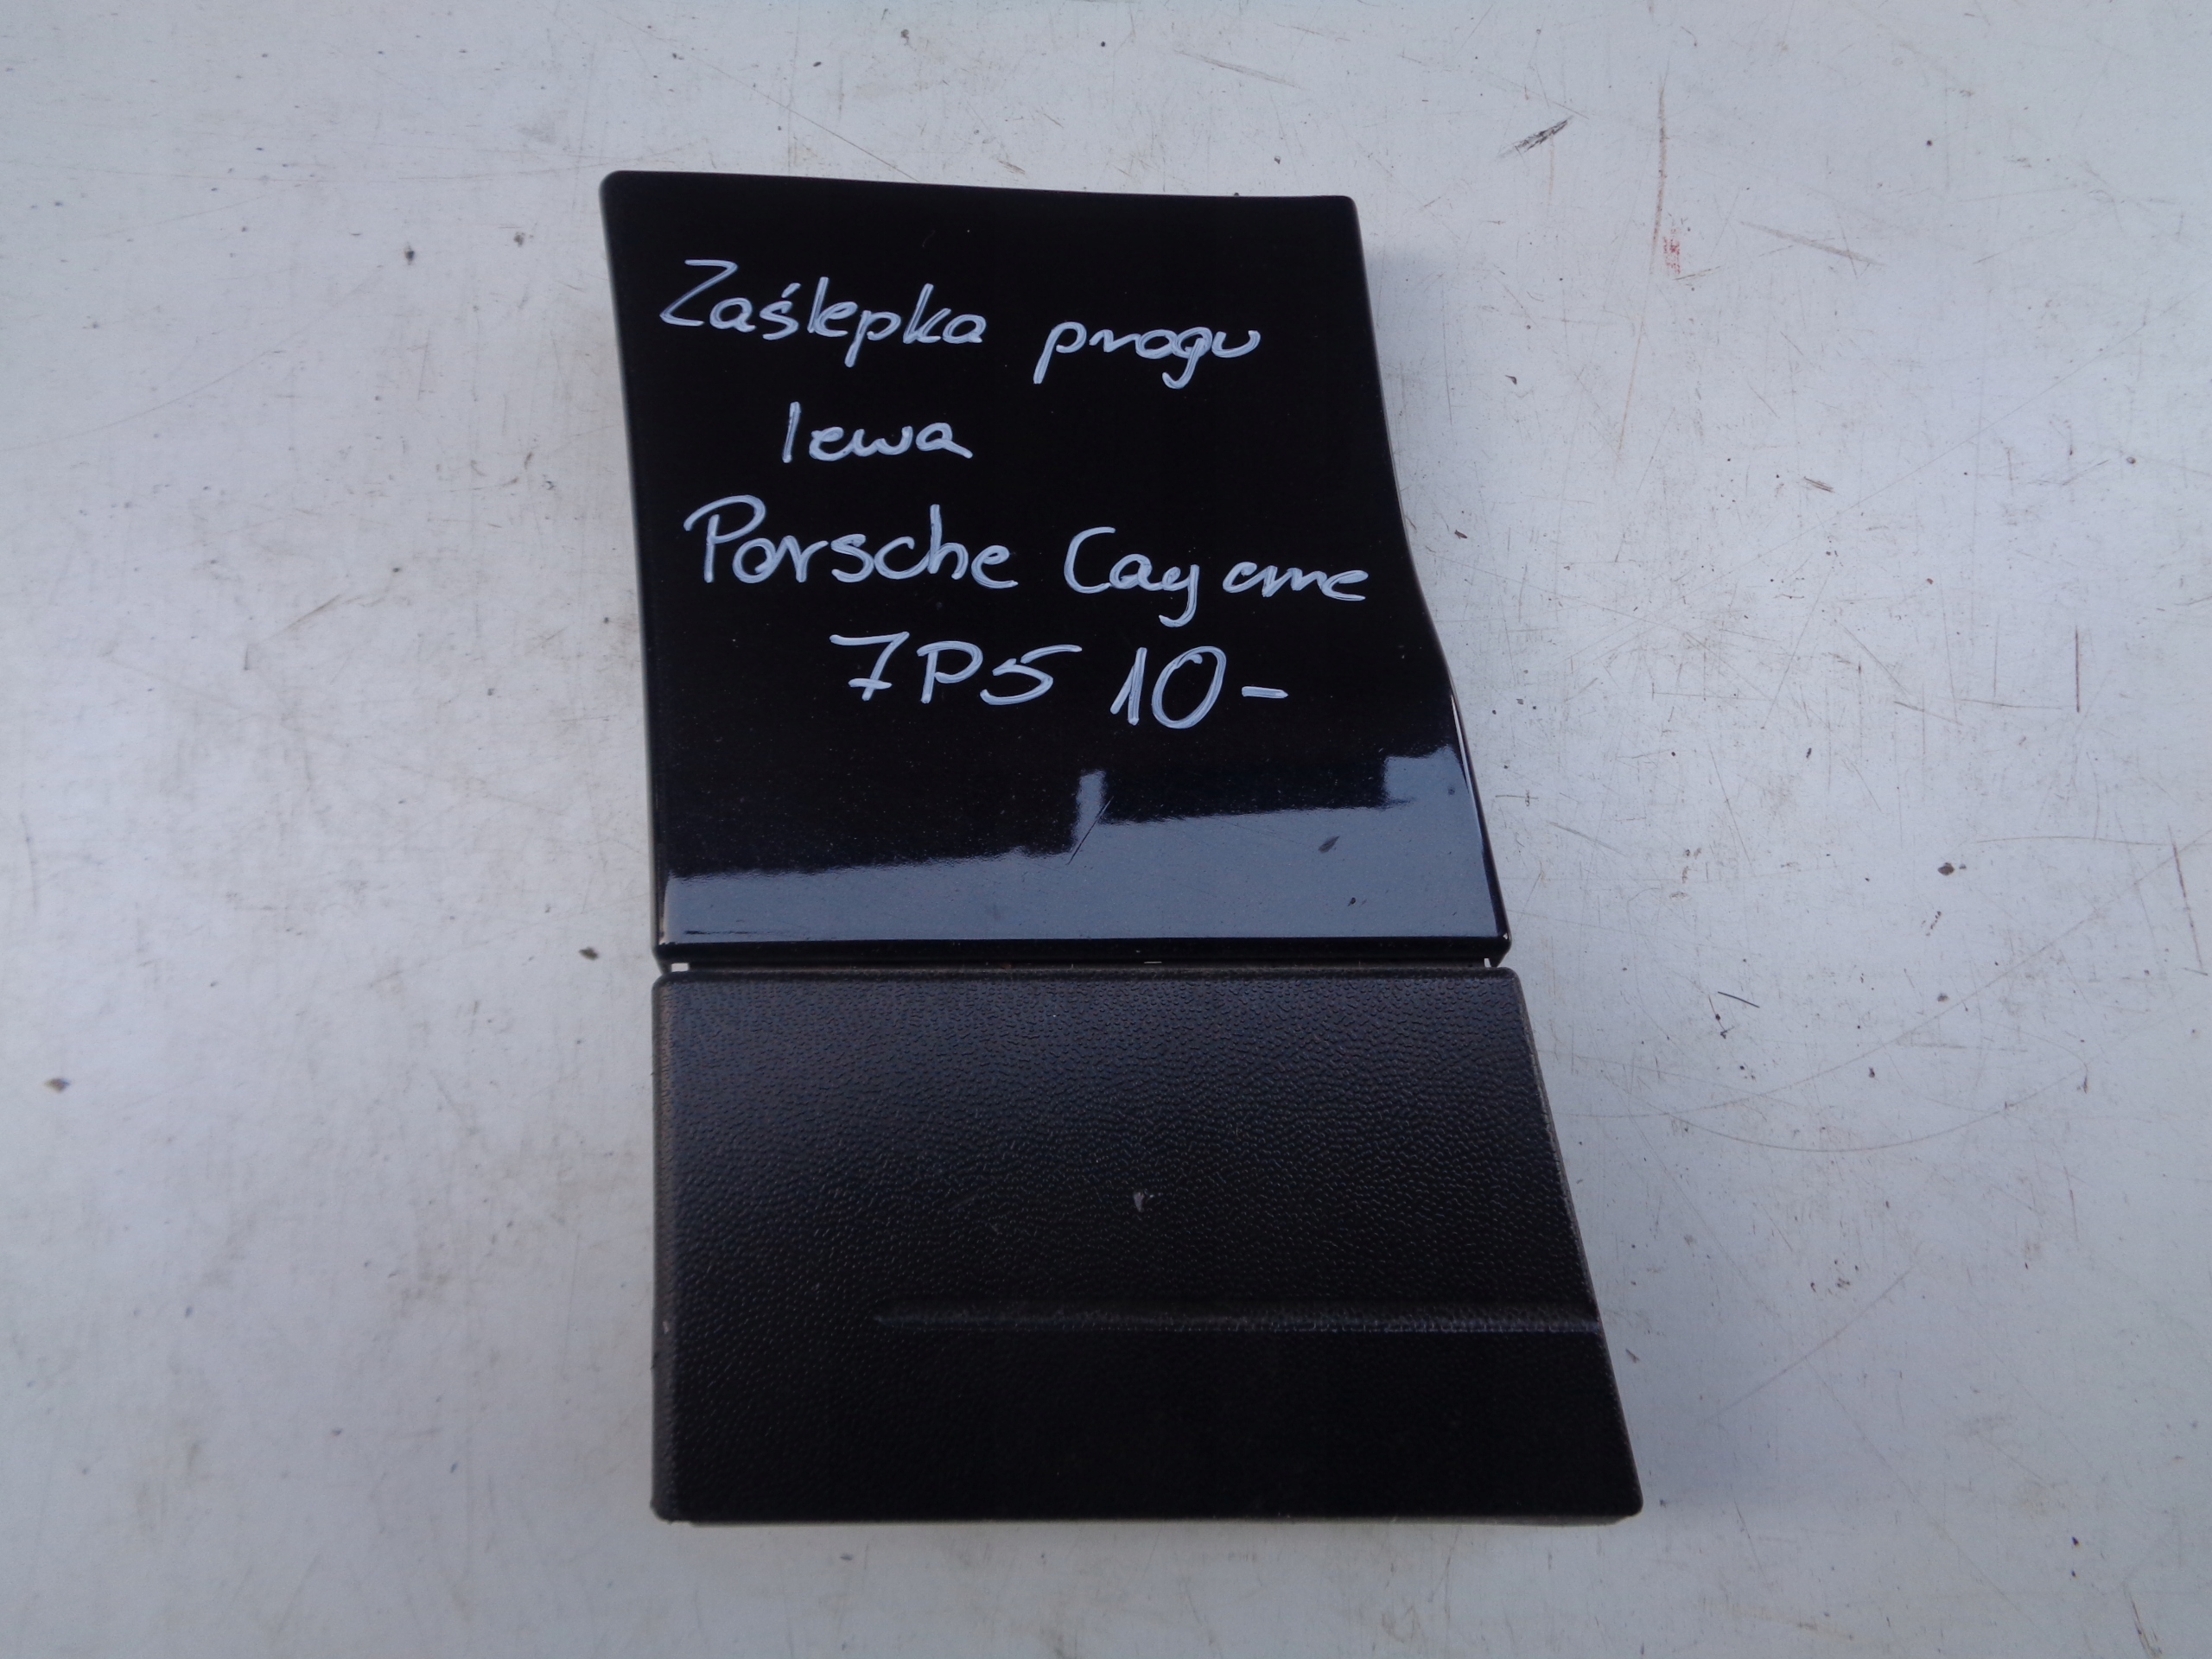 Zaślepka progu
lewa
Porsche Cayenne
7P5 10-